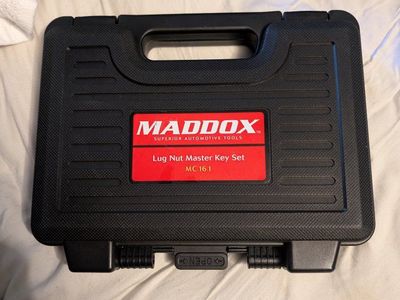 MADDOX
SUPERIOR AUTOMOTIVE TOOLS
Lug Nut Master Key Set
MC161
OPEN